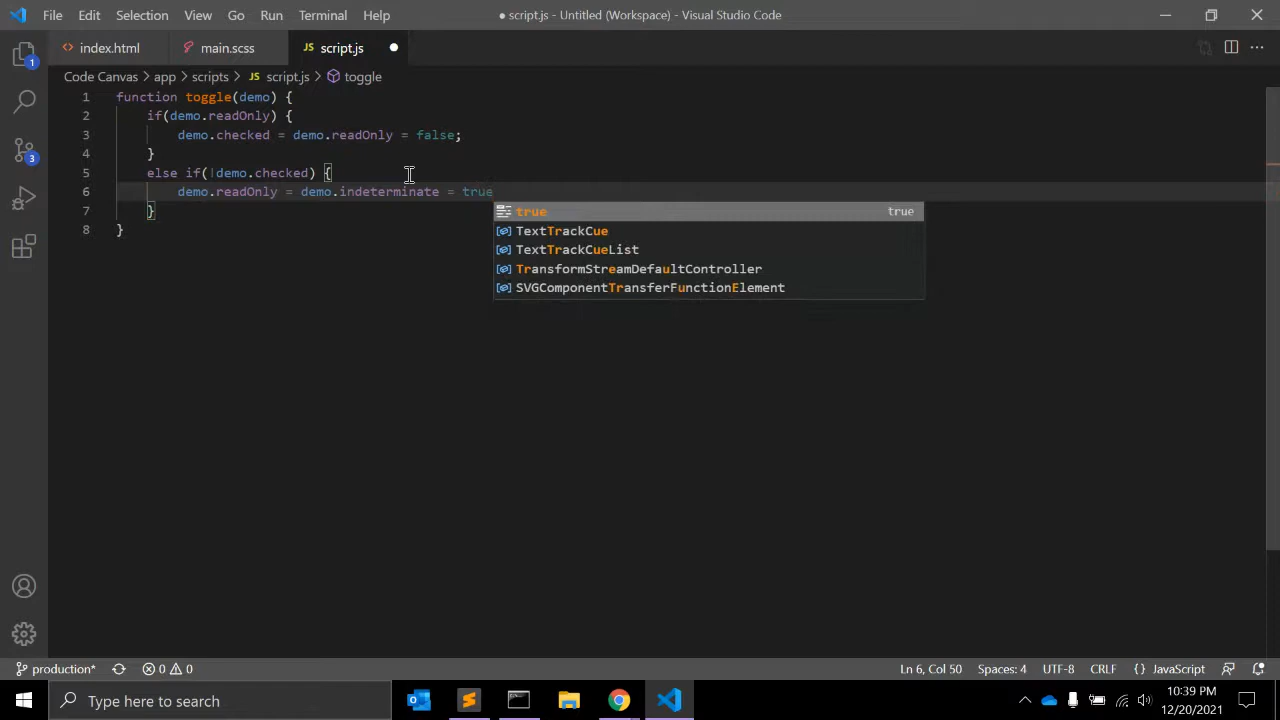 File Edit Selection View Go Run Terminal Help ● script.js - Untitled (Workspace) - Visual Studio Code
index.html main.scss JS script.js
Code Canvas > app > scripts > JS script.js > toggle
1 function toggle(demo) {
2 if(demo.readOnly) {
3 demo.checked = demo.readOnly = false;
4 }
5 else if(!demo.checked) {
6 demo.readOnly = demo.indeterminate = true
7 }
8 }
true true
TextTrackCue
TextTrackCueList
TransformStreamDefaultController
SVGComponentTransferFunctionElement
1
3
production* 0 0 Ln 6, Col 50 Spaces: 4 UTF-8 CRLF {} JavaScript
Type here to search
10:39 PM
12/20/2021